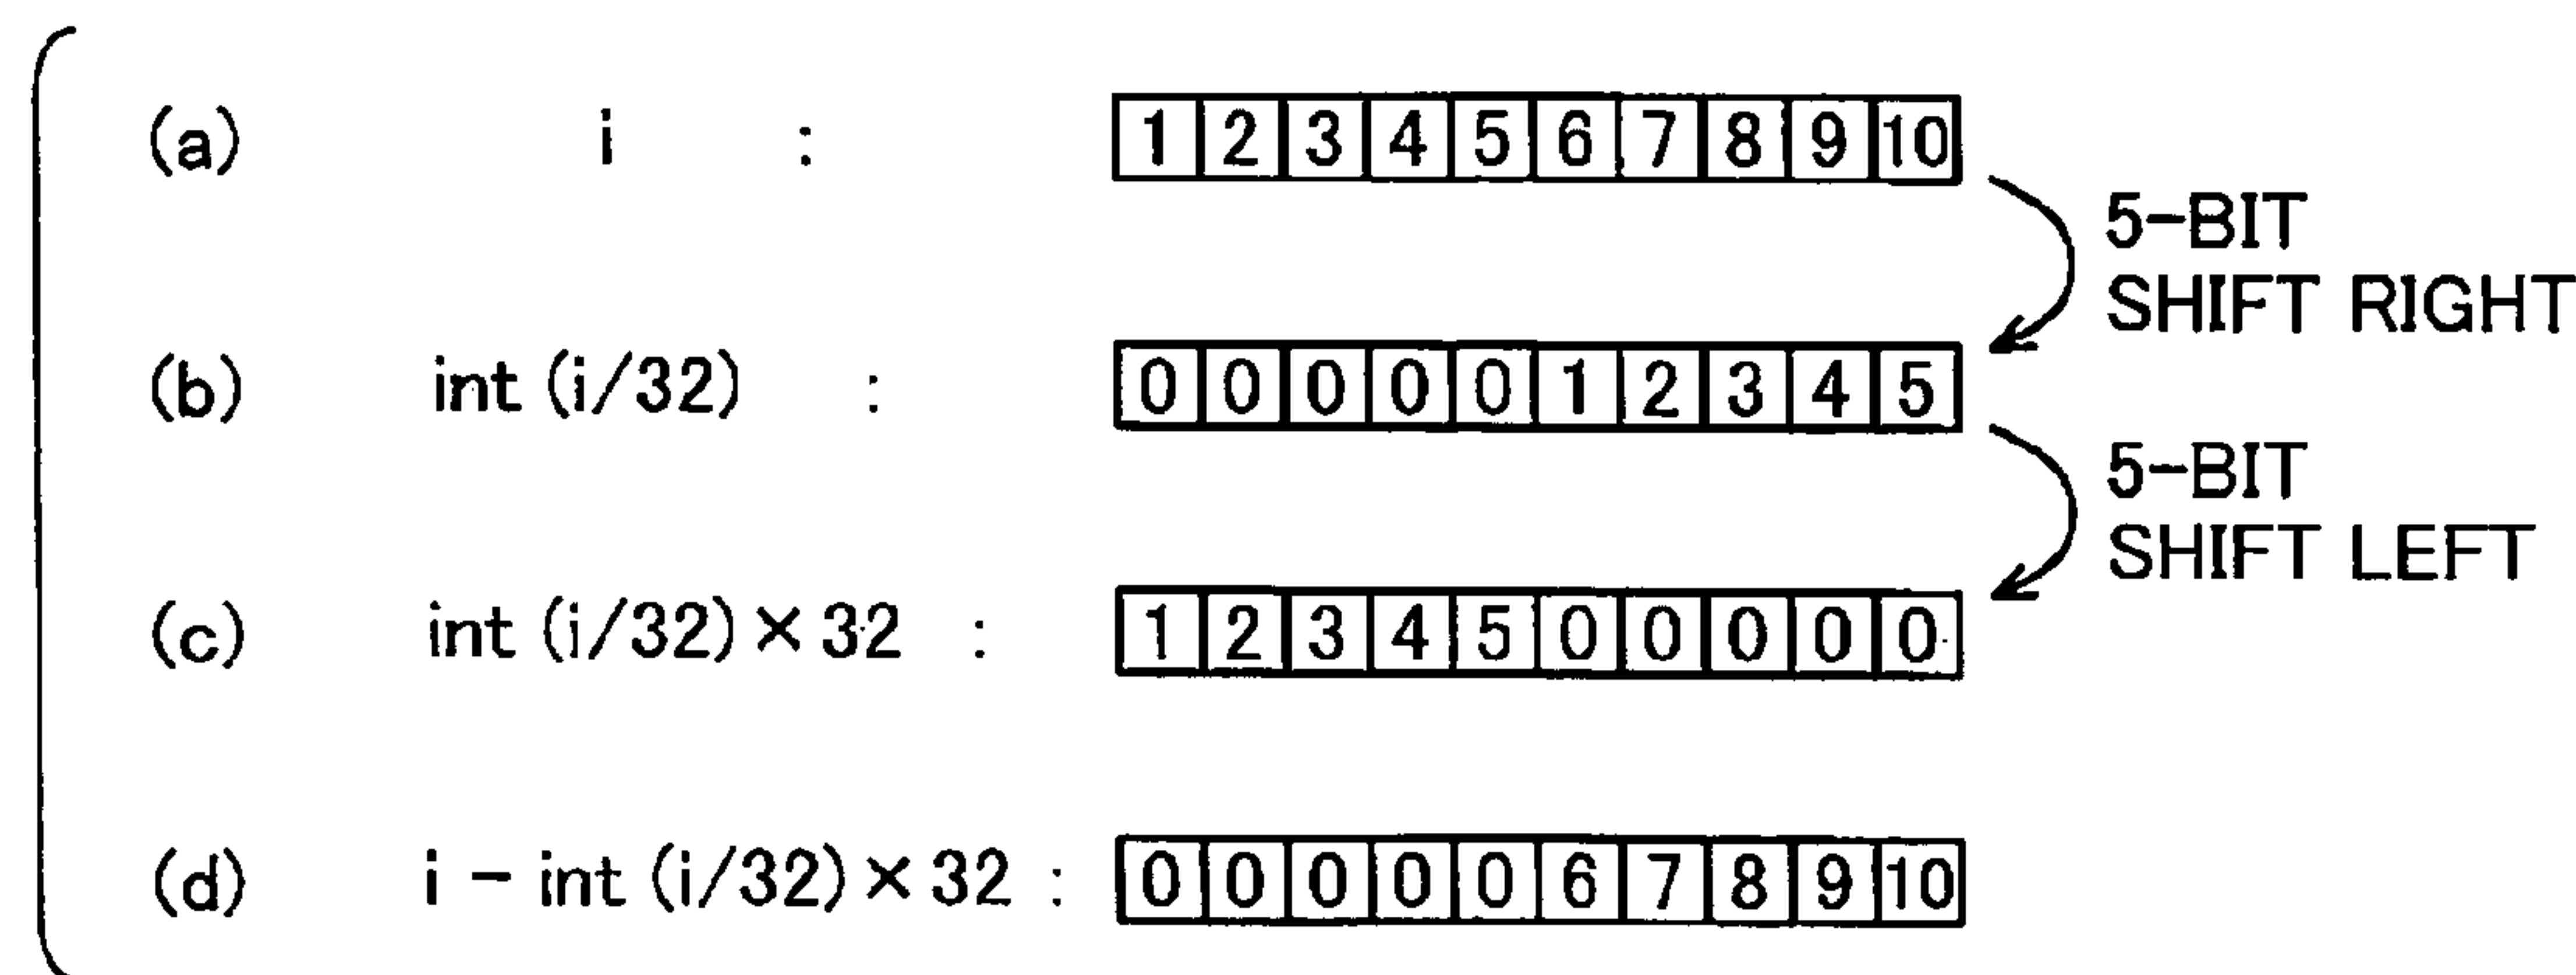 (a) i : 1 2 3 4 5 6 7 8 9 10
5-BIT
SHIFT RIGHT
(b) int (i/32) : 0 0 0 0 0 1 2 3 4 5
5-BIT
SHIFT LEFT
(c) int (i/32) × 32 : 1 2 3 4 5 0 0 0 0 0
(d) i - int (i/32) × 32 : 0 0 0 0 0 6 7 8 9 10